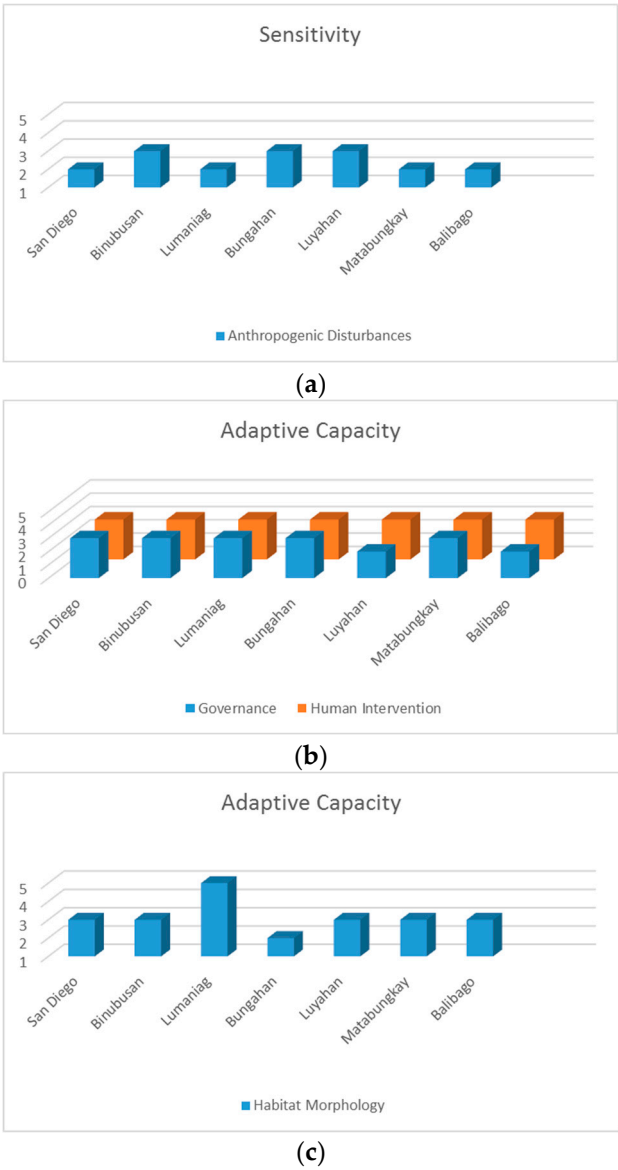 Sensitivity
5
4
3
2
1
San Diego
Binubusan
Lumaniag
Bungahan
Luyahan
Matabungkay
Balibago
Anthropogenic Disturbances
(a)
Adaptive Capacity
5
4
3
2
1
0
San Diego
Binubusan
Lumaniag
Bungahan
Luyahan
Matabungkay
Balibago
Governance Human Intervention
(b)
Adaptive Capacity
5
4
3
2
1
San Diego
Binubusan
Lumaniag
Bungahan
Luyahan
Matabungkay
Balibago
Habitat Morphology
(c)